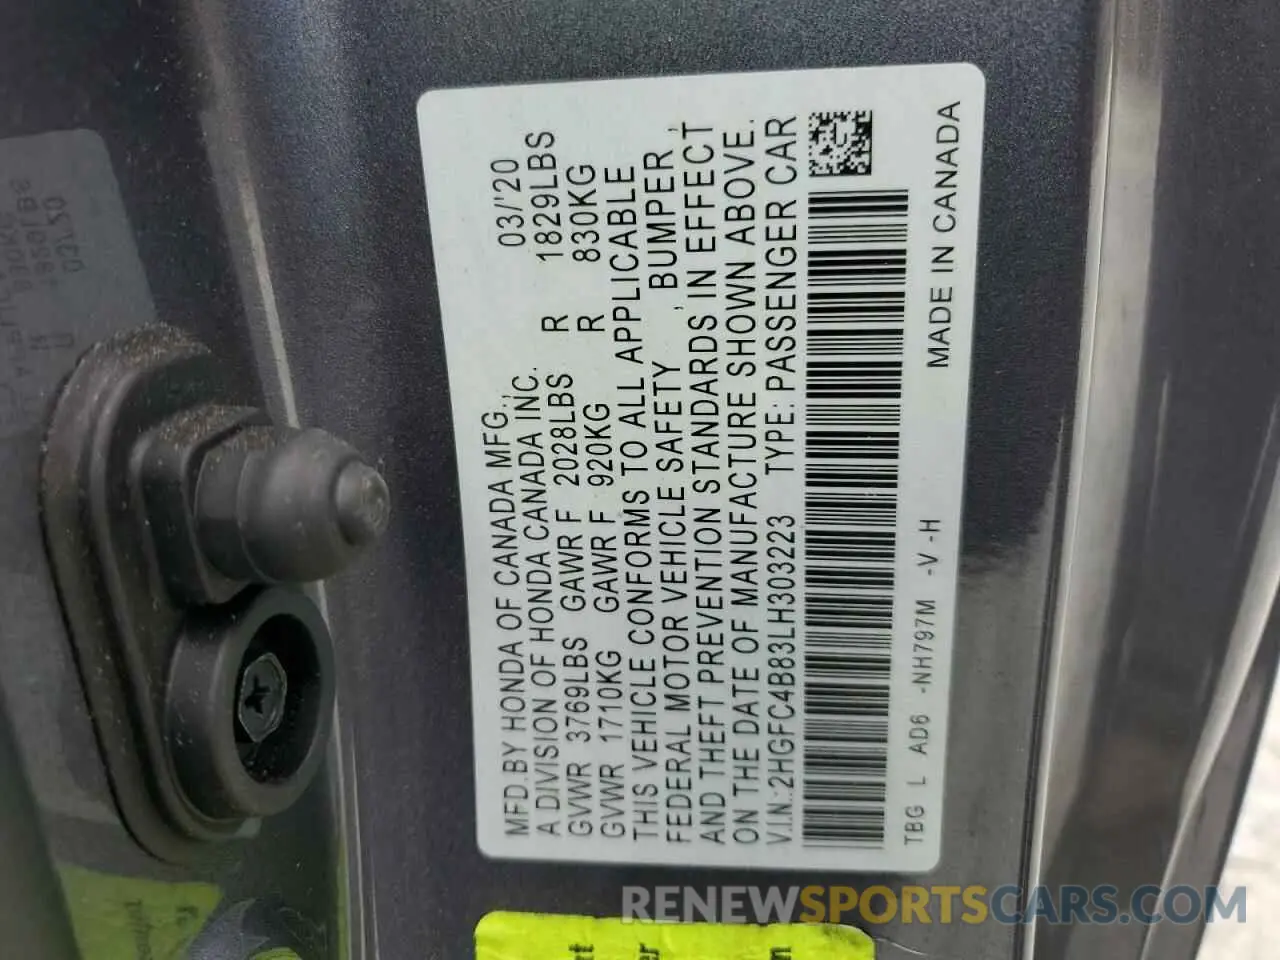 MFD.BY HONDA OF CANADA MFG., 03/'20
A DIVISION OF HONDA CANADA INC.
GVWR 3769LBS GAWR F 2028LBS R 1829LBS
GVWR 1710KG GAWR F 920KG R 830KG
THIS VEHICLE CONFORMS TO ALL APPLICABLE
FEDERAL MOTOR VEHICLE SAFETY , BUMPER ,
AND THEFT PREVENTION STANDARDS IN EFFECT
ON THE DATE OF MANUFACTURE SHOWN ABOVE.
V.I.N.:2HGFC4B83LH303223 TYPE:PASSENGER CAR
TBG L AD6 -NH797M -V -H MADE IN CANADA
RENEWSPORTSCARS.COM